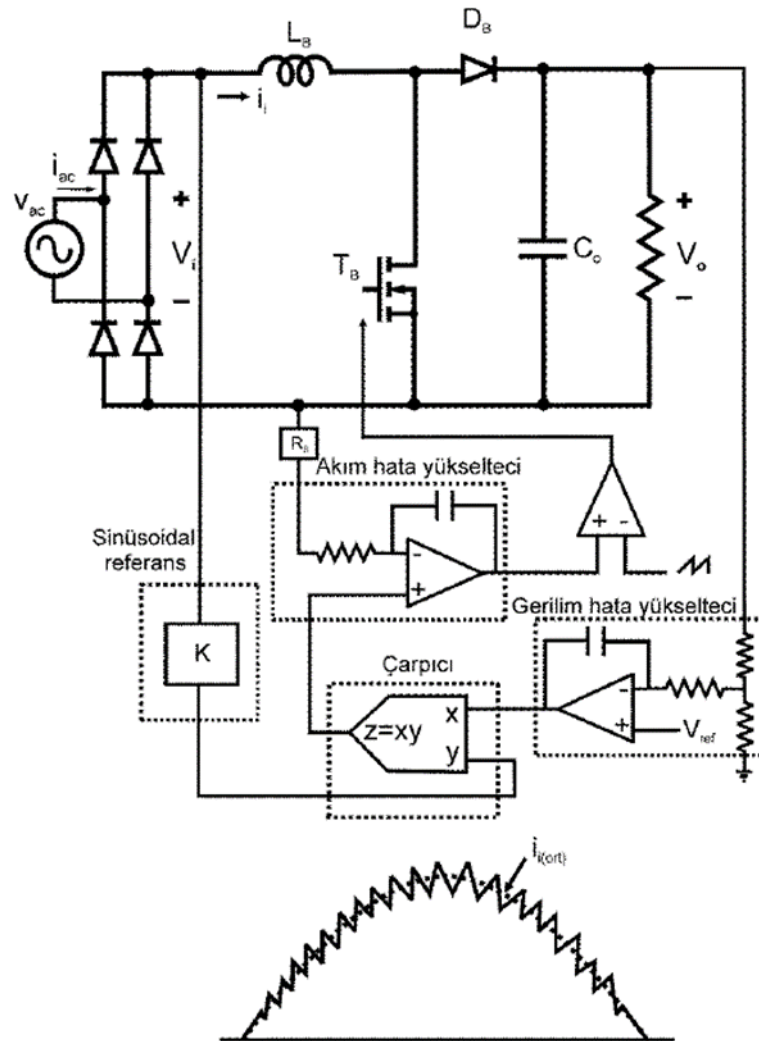 L_B
D_B
i_i
i_ac
v_ac
+
V_i
−
T_B
C_o
+
V_o
−
R_s
Akım hata yükselteci
-
+
+ -
Sinüsoidal
referans
K
Gerilim hata yükselteci
-
+
V_ref
Çarpıcı
z=xy
x
y
i_i(ort)